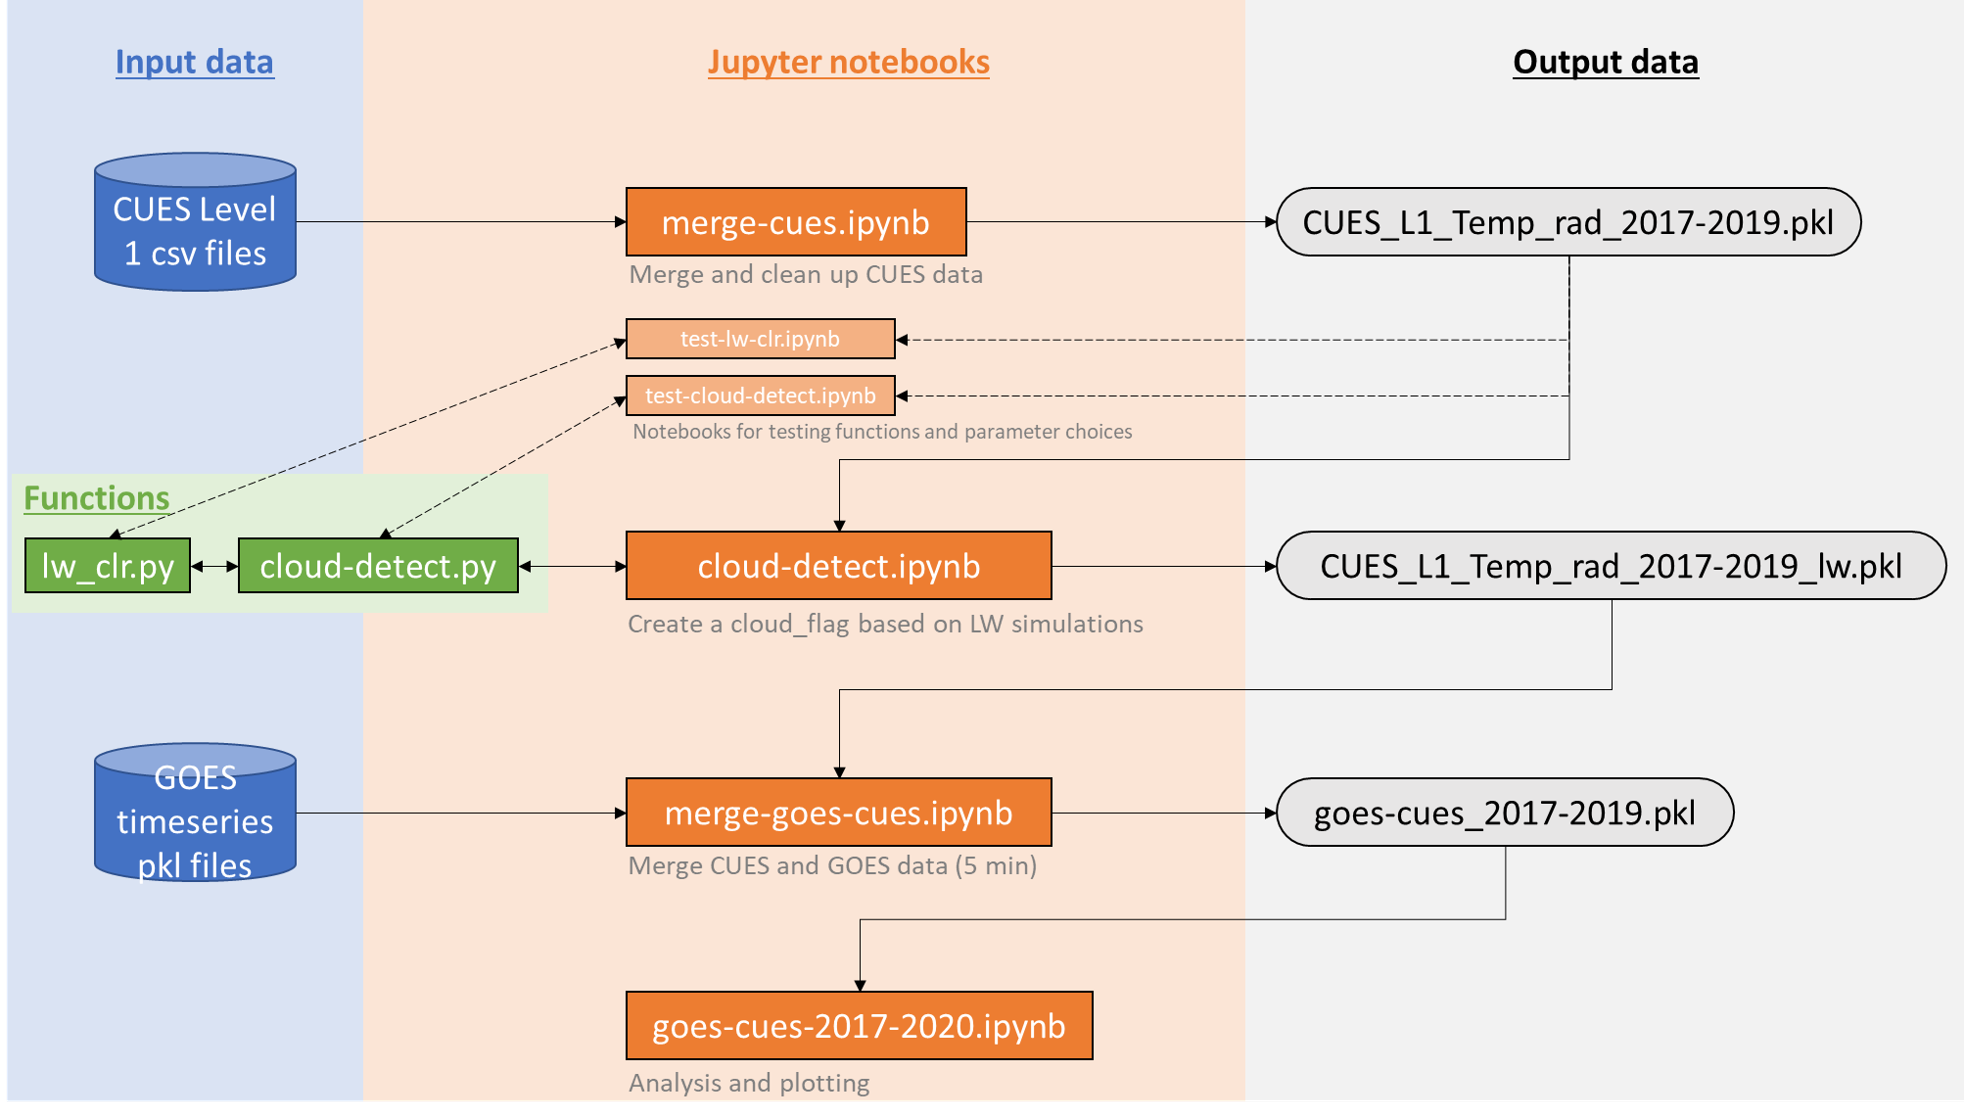 Input data
Jupyter notebooks
Output data
CUES Level
1 csv files
merge-cues.ipynb
CUES_L1_Temp_rad_2017-2019.pkl
Merge and clean up CUES data
test-lw-clr.ipynb
test-cloud-detect.ipynb
Notebooks for testing functions and parameter choices
Functions
lw_clr.py
cloud-detect.py
cloud-detect.ipynb
CUES_L1_Temp_rad_2017-2019_lw.pkl
Create a cloud_flag based on LW simulations
GOES
timeseries
pkl files
merge-goes-cues.ipynb
goes-cues_2017-2019.pkl
Merge CUES and GOES data (5 min)
goes-cues-2017-2020.ipynb
Analysis and plotting